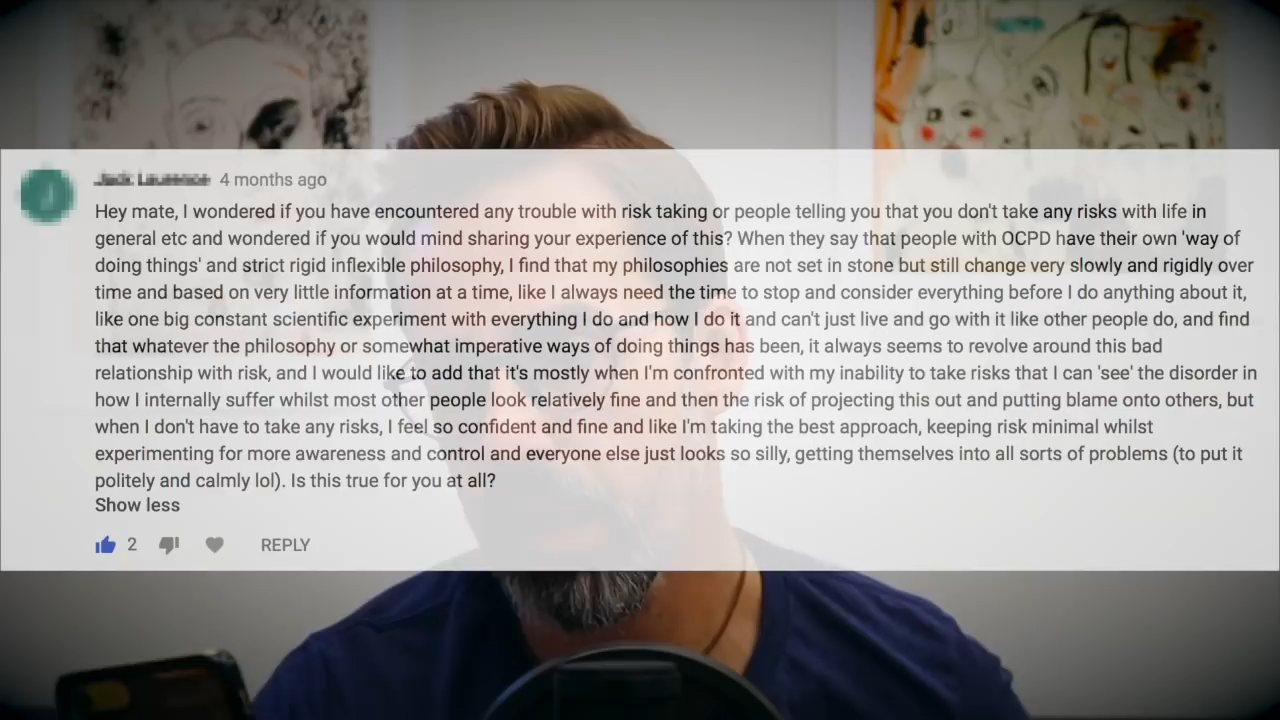 4 months ago
Hey mate, I wondered if you have encountered any trouble with risk taking or people telling you that you don't take any risks with life in
general etc and wondered if you would mind sharing your experience of this? When they say that people with OCPD have their own 'way of
doing things' and strict rigid inflexible philosophy, I find that my philosophies are not set in stone but still change very slowly and rigidly over
time and based on very little information at a time, like I always need the time to stop and consider everything before I do anything about it,
like one big constant scientific experiment with everything I do and how I do it and can't just live and go with it like other people do, and find
that whatever the philosophy or somewhat imperative ways of doing things has been, it always seems to revolve around this bad
relationship with risk, and I would like to add that it's mostly when I'm confronted with my inability to take risks that I can 'see' the disorder in
how I internally suffer whilst most other people look relatively fine and then the risk of projecting this out and putting blame onto others, but
when I don't have to take any risks, I feel so confident and fine and like I'm taking the best approach, keeping risk minimal whilst
experimenting for more awareness and control and everyone else just looks so silly, getting themselves into all sorts of problems (to put it
politely and calmly lol). Is this true for you at all?
Show less
2 REPLY